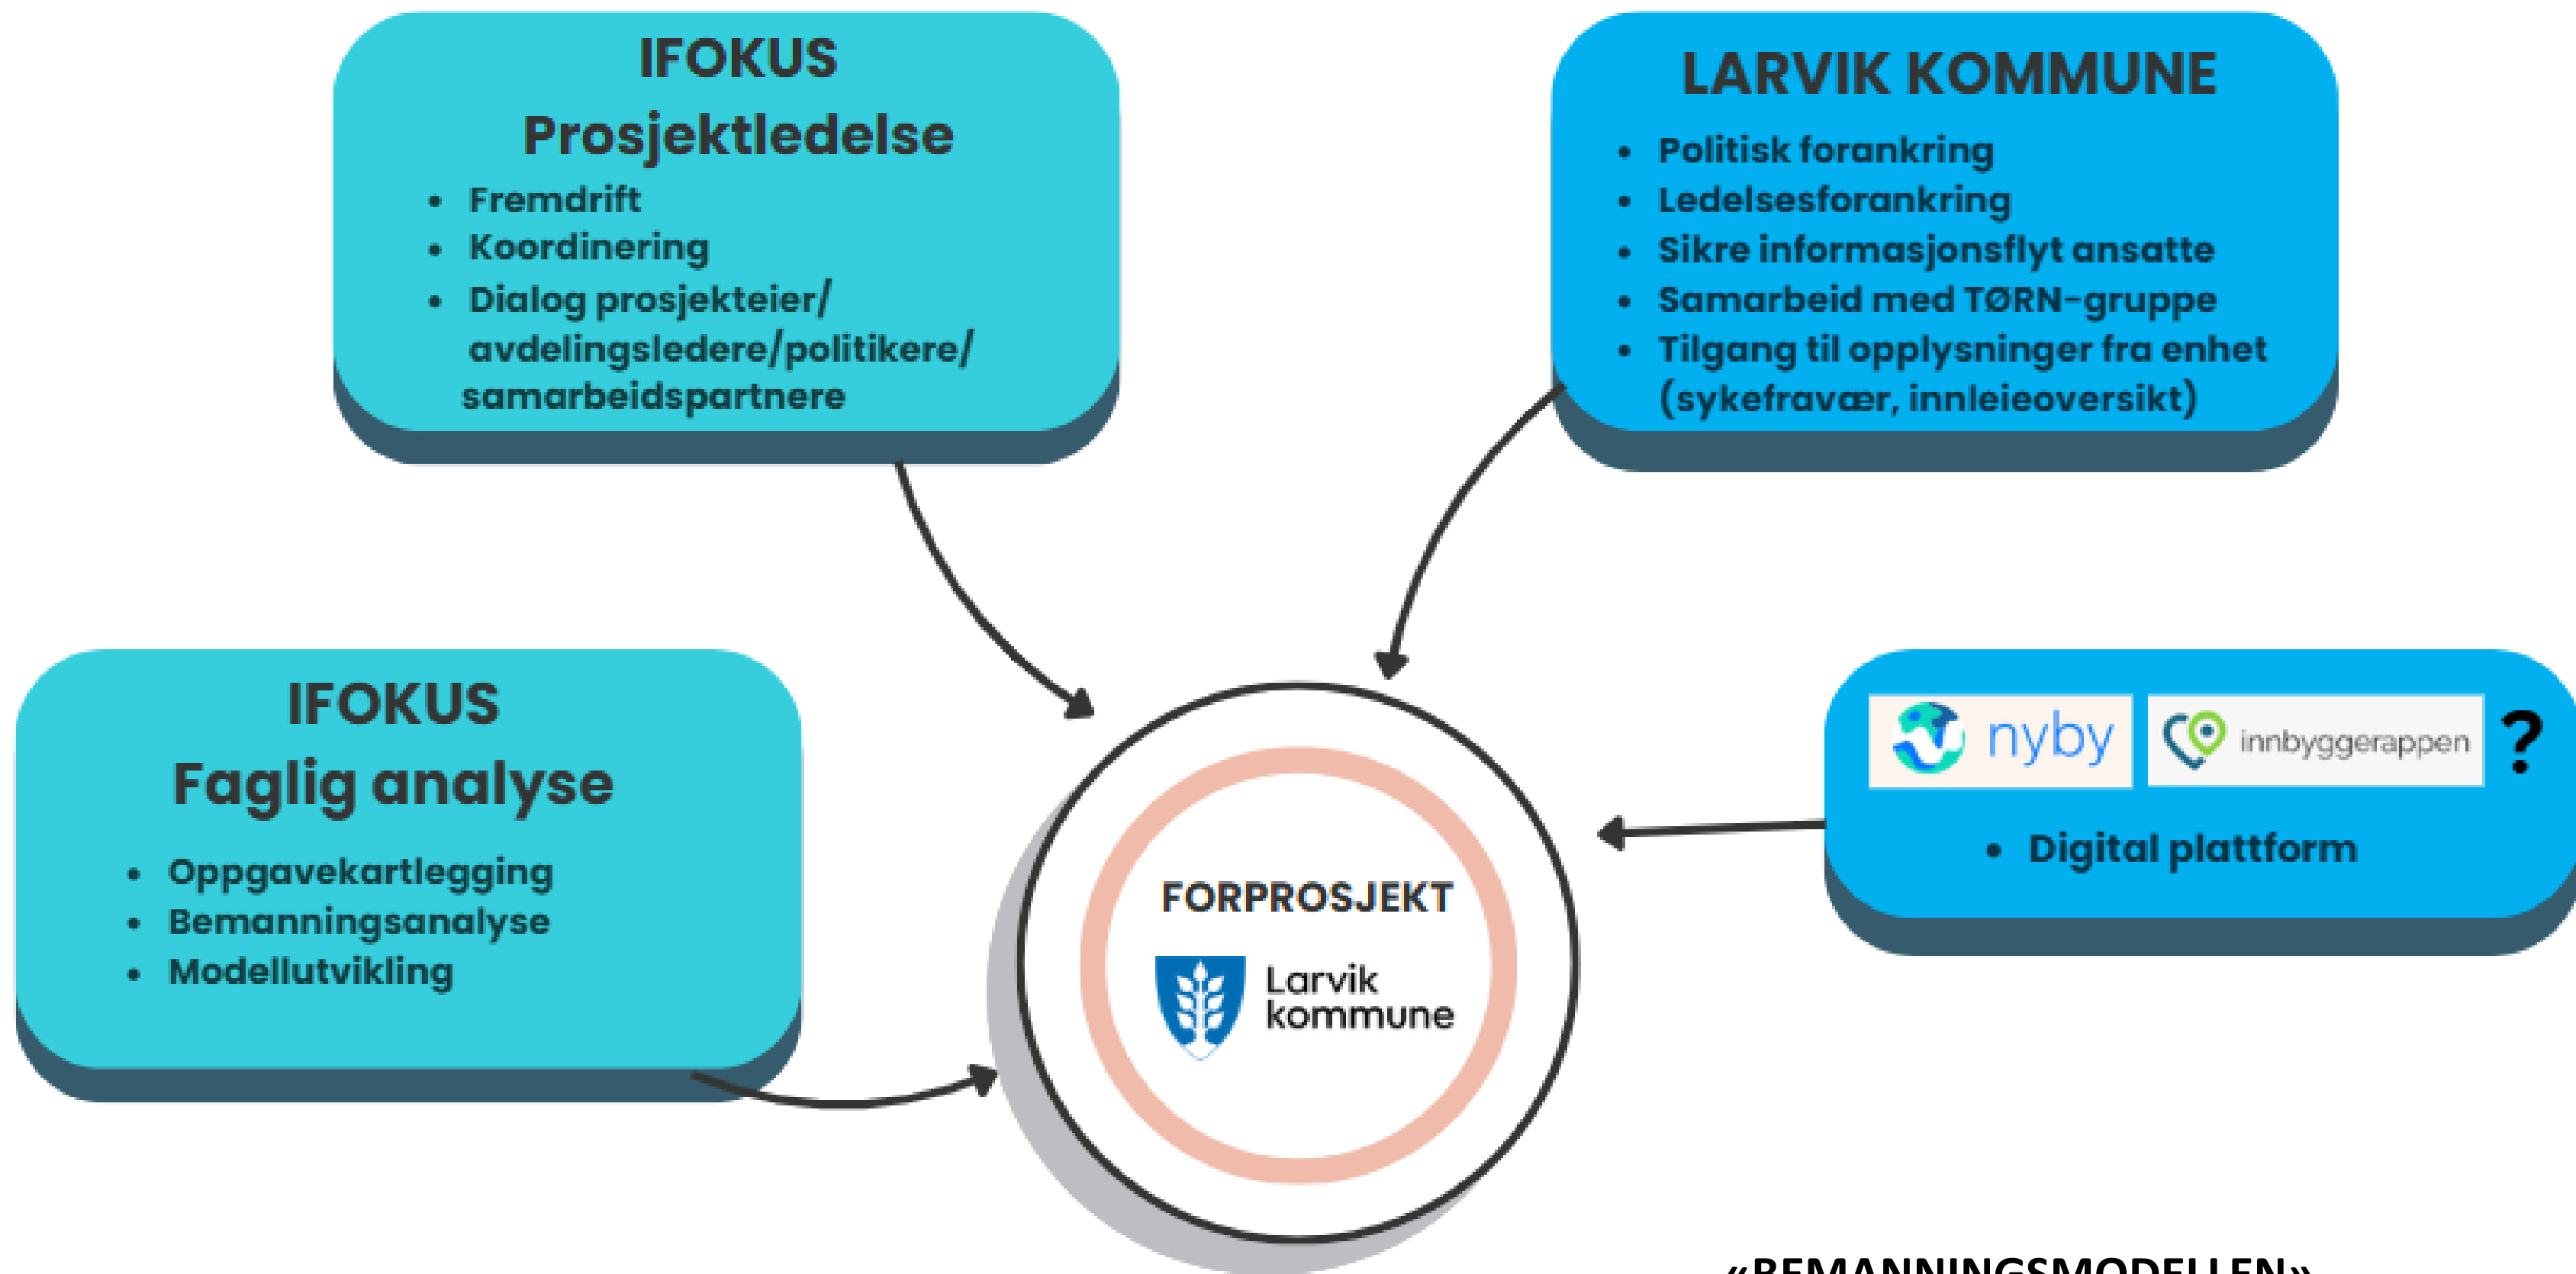 IFOKUS
Prosjektledelse
• Fremdrift
• Koordinering
• Dialog prosjekteier/
avdelingsledere/politikere/
samarbeidspartnere
LARVIK KOMMUNE
• Politisk forankring
• Ledelsesforankring
• Sikre informasjonsflyt ansatte
• Samarbeid med TØRN-gruppe
• Tilgang til opplysninger fra enhet
(sykefravær, innleieoversikt)
IFOKUS
Faglig analyse
• Oppgavekartlegging
• Bemanningsanalyse
• Modellutvikling
nyby innbyggerappen ?
• Digital plattform
FORPROSJEKT
Larvik
kommune
«BEMANNINGSMODELLEN»